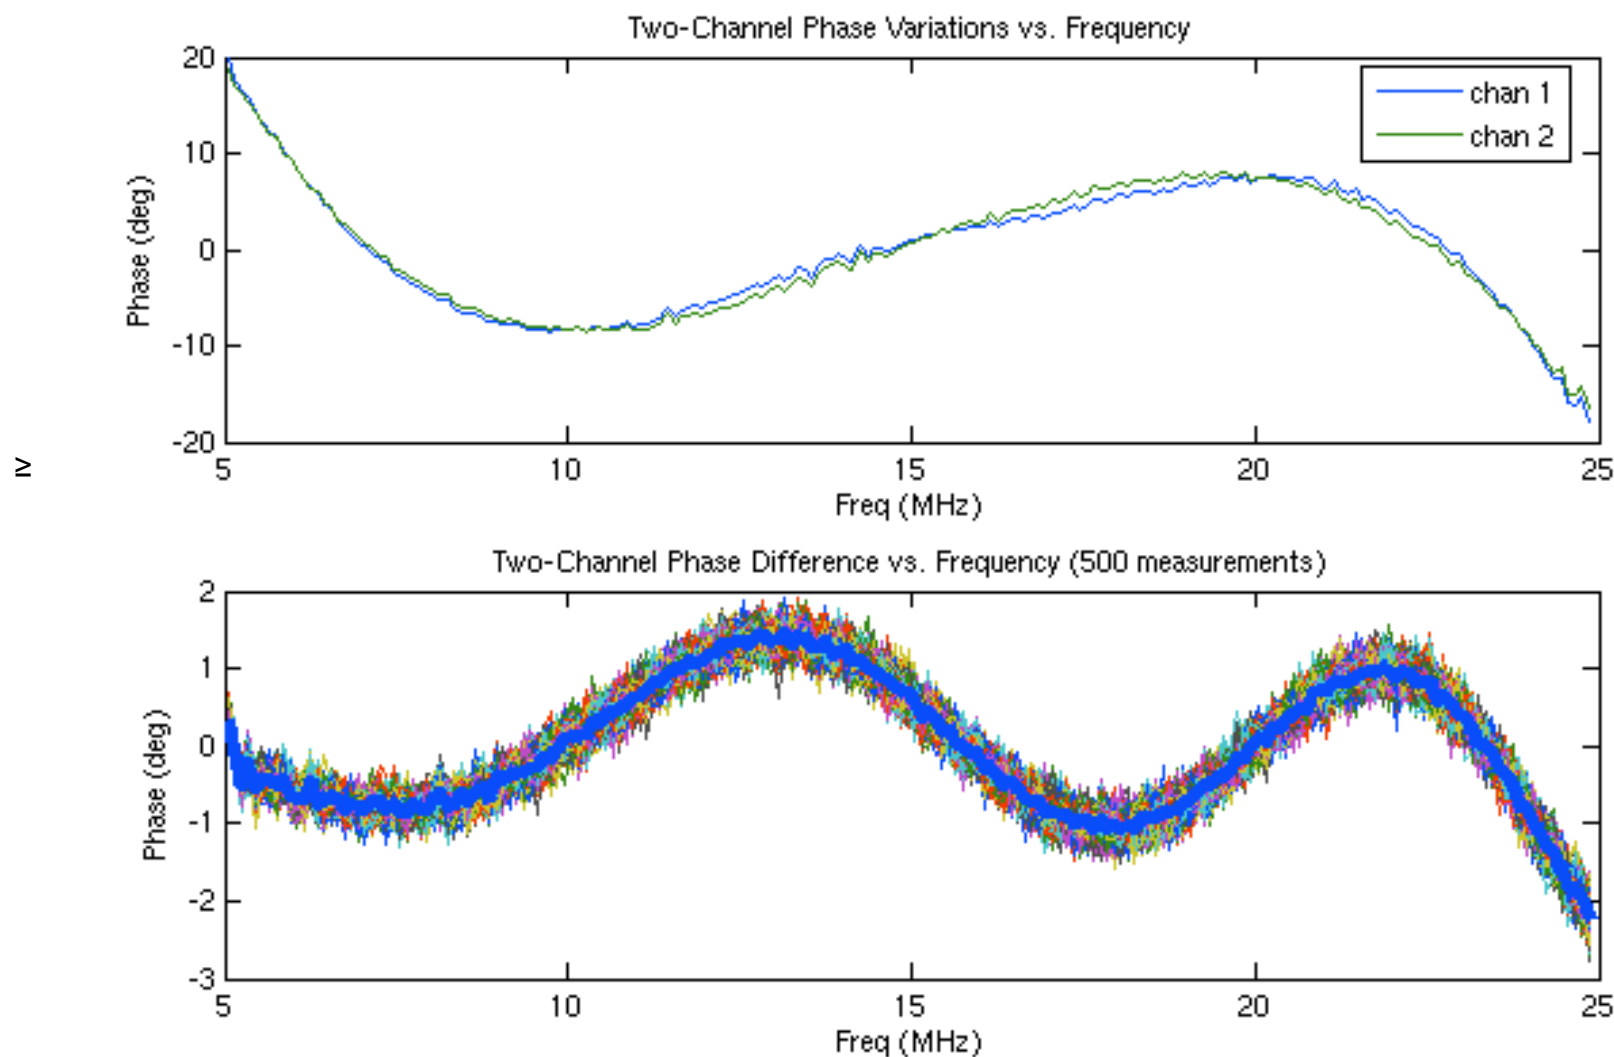 Two-Channel Phase Variations vs. Frequency
20
10
0
-10
-20
Phase (deg)
chan 1
chan 2
5 10 15 20 25
Freq (MHz)
≥
Two-Channel Phase Difference vs. Frequency (500 measurements)
2
1
0
-1
-2
-3
Phase (deg)
5 10 15 20 25
Freq (MHz)